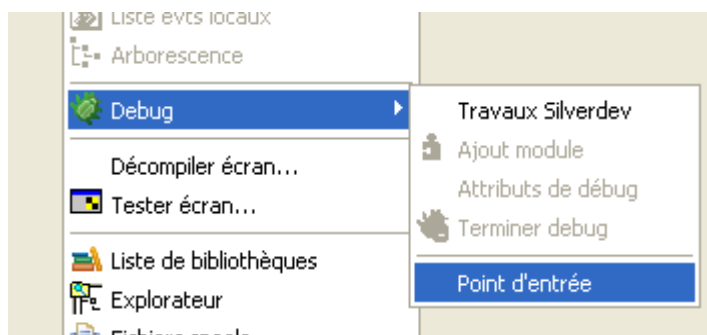 Liste evts locaux
Arborescence
Debug
Décompiler écran...
Tester écran...
Liste de bibliothèques
Explorateur
Travaux Silverdev
Ajout module
Attributs de débug
Terminer debug
Point d'entrée